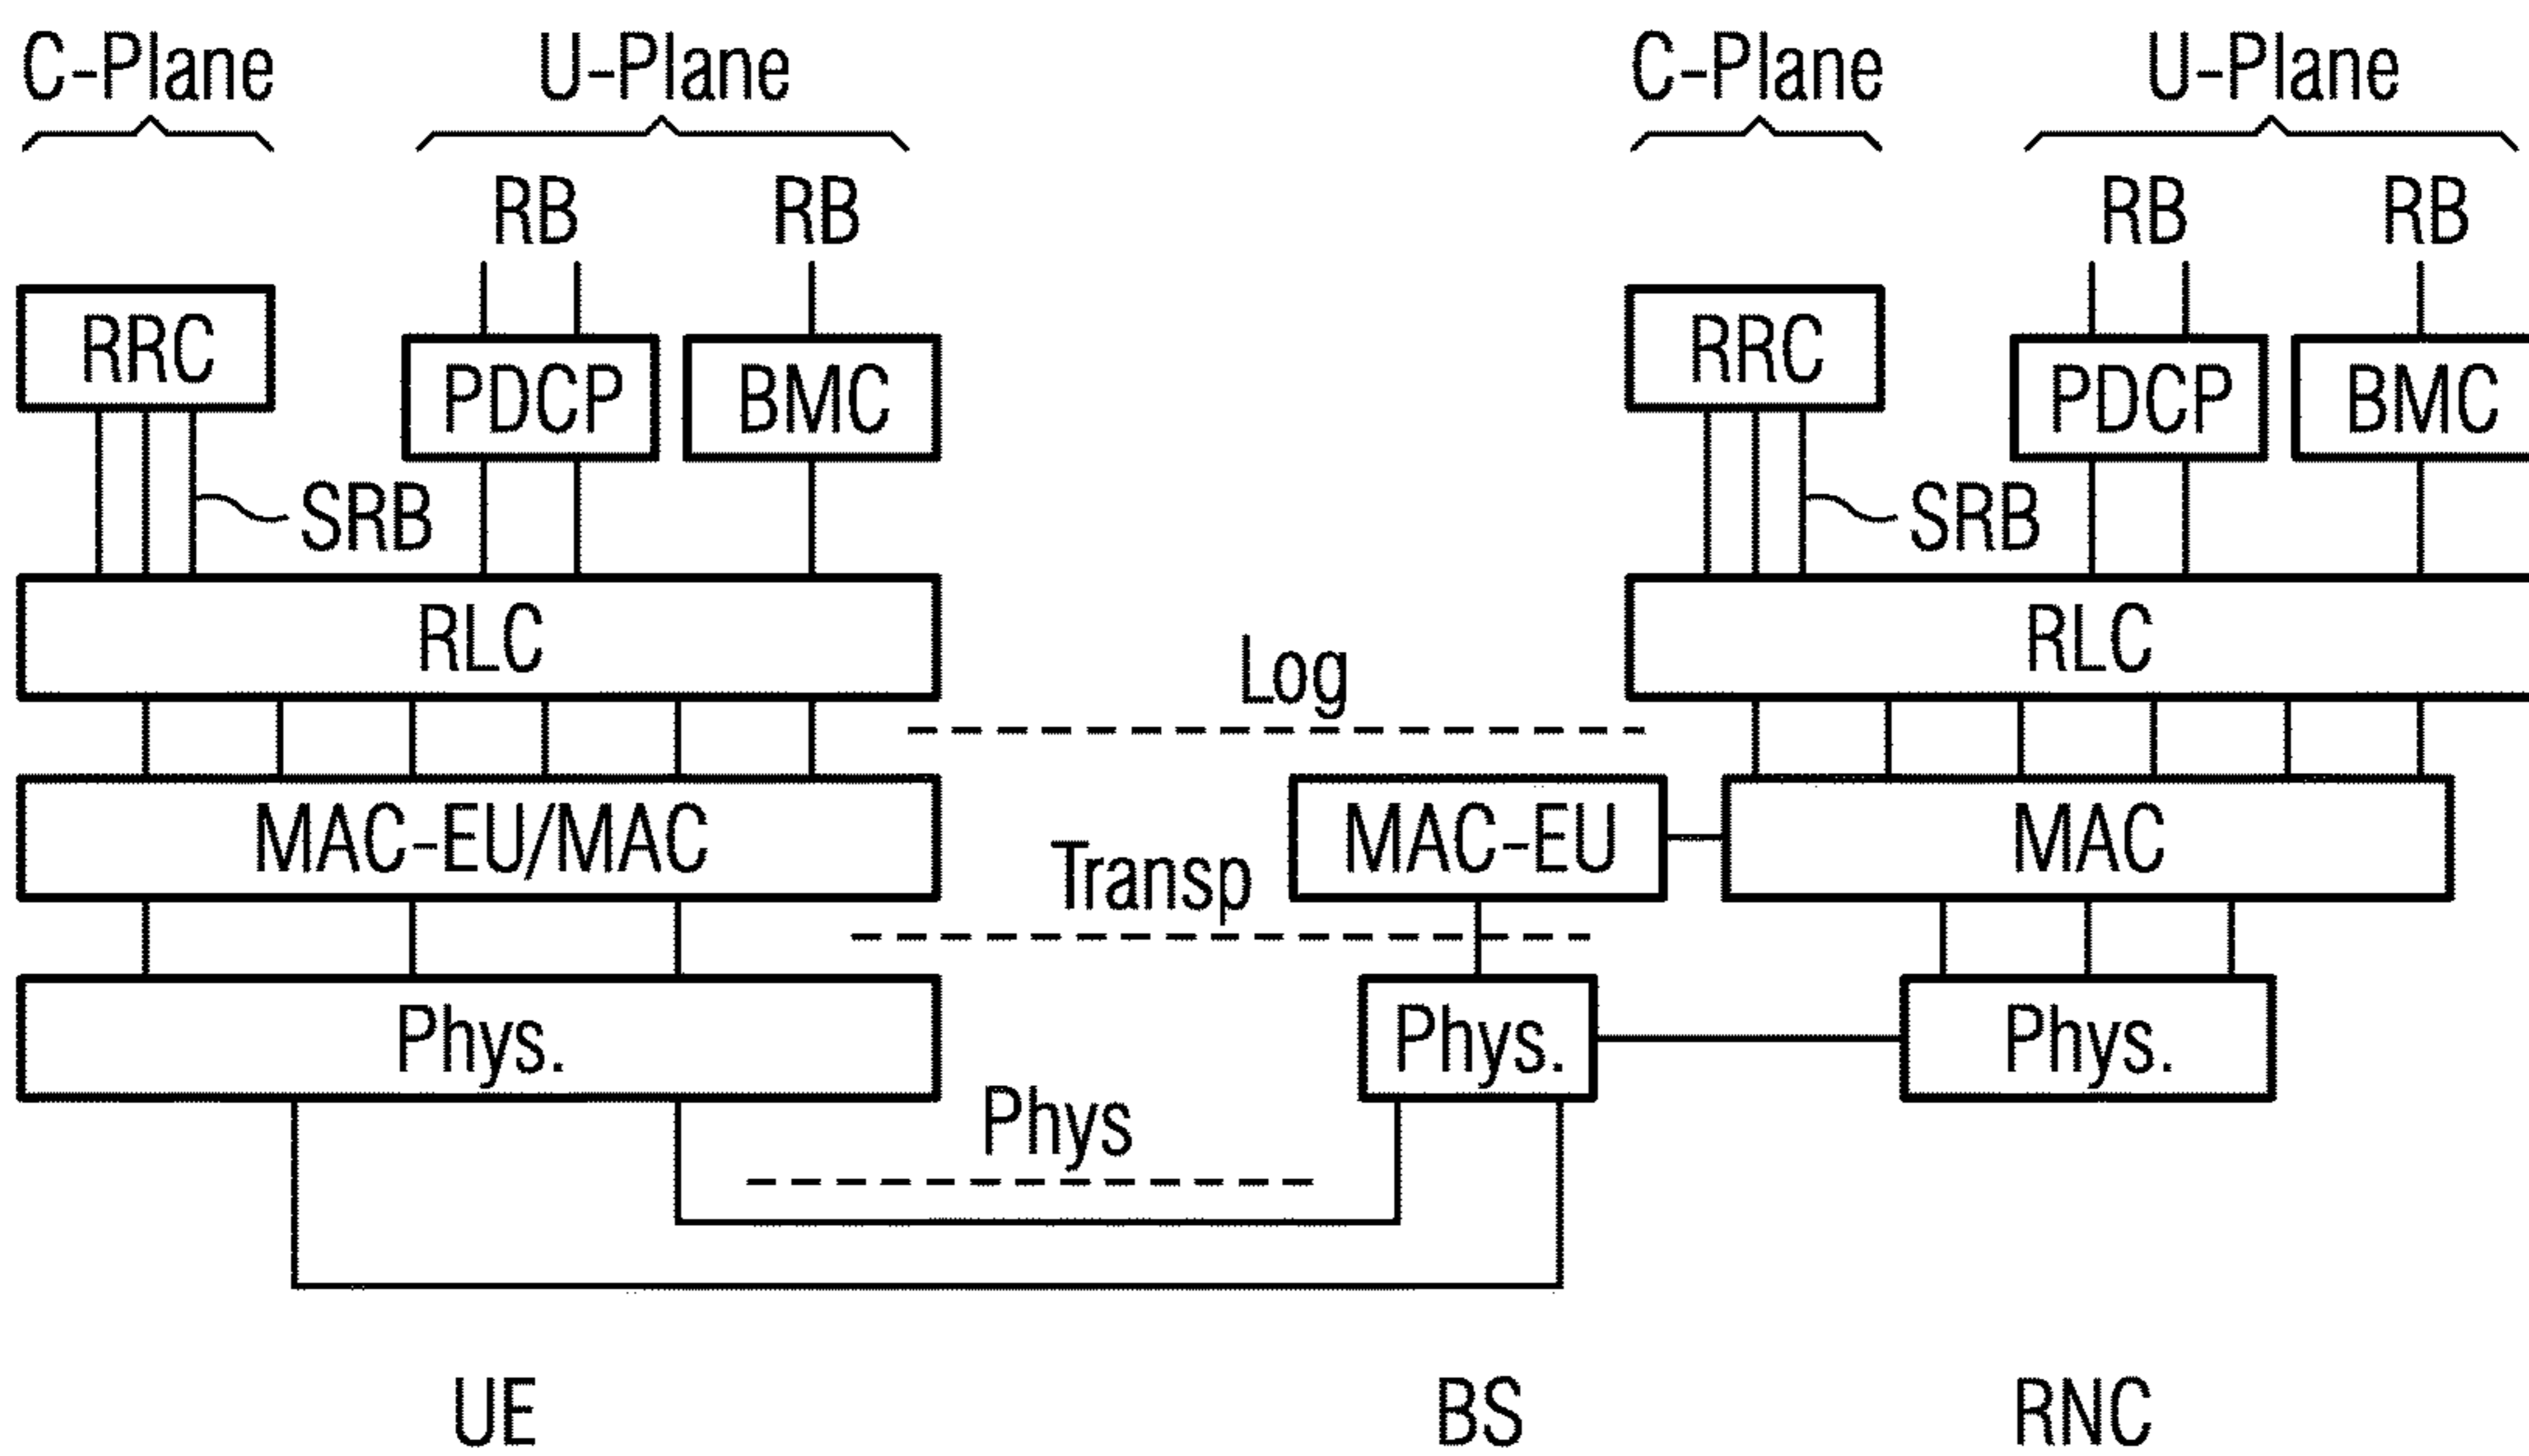 C-Plane U-Plane C-Plane U-Plane
RB RB RB RB
RRC RRC
PDCP BMC PDCP BMC
SRB SRB
RLC RLC
Log
MAC-EU/MAC MAC-EU MAC
Transp
Phys. Phys. Phys.
Phys
UE BS RNC